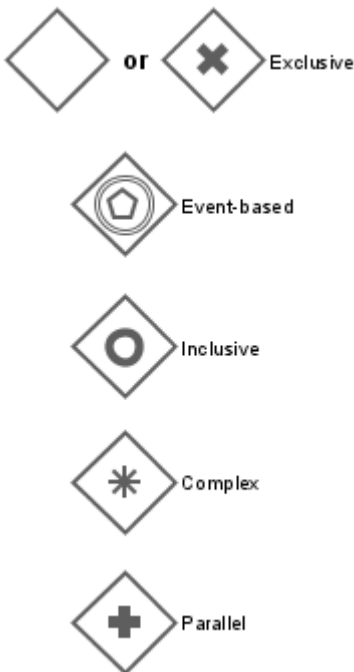 or Exclusive
Event-based
Inclusive
Complex
Parallel